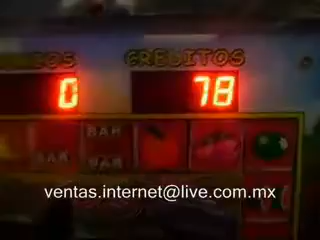 CREDITOS
0 78
BAR
BAR BAR
ventas.internet@live.com.mx